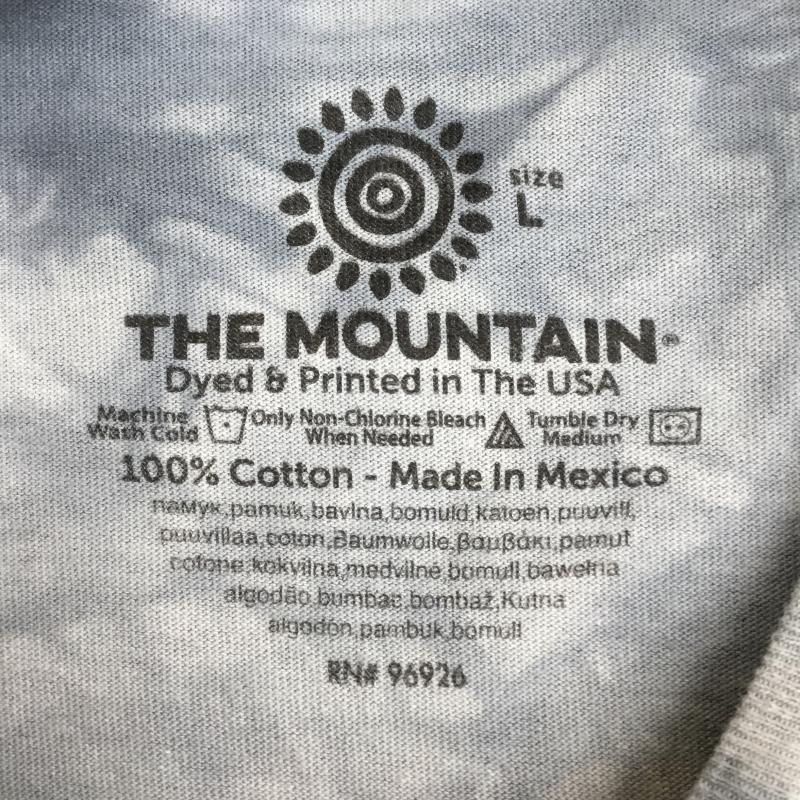 size
L
THE MOUNTAIN®
Dyed & Printed in The USA
Machine Wash Cold
Only Non-Chlorine Bleach When Needed
Tumble Dry Medium
100% Cotton - Made In Mexico
памук,pamuk,bavlna,bomuld,katoen,puuvill,
puuvillaa,coton,Baumwolle,βαμβάκι,pamut
cotone,kokvilna,medvilnė,bomull,bawełna
algodão,bumbac,bombaž,Kutna
algodón,pambuk,bomull
RN# 96926